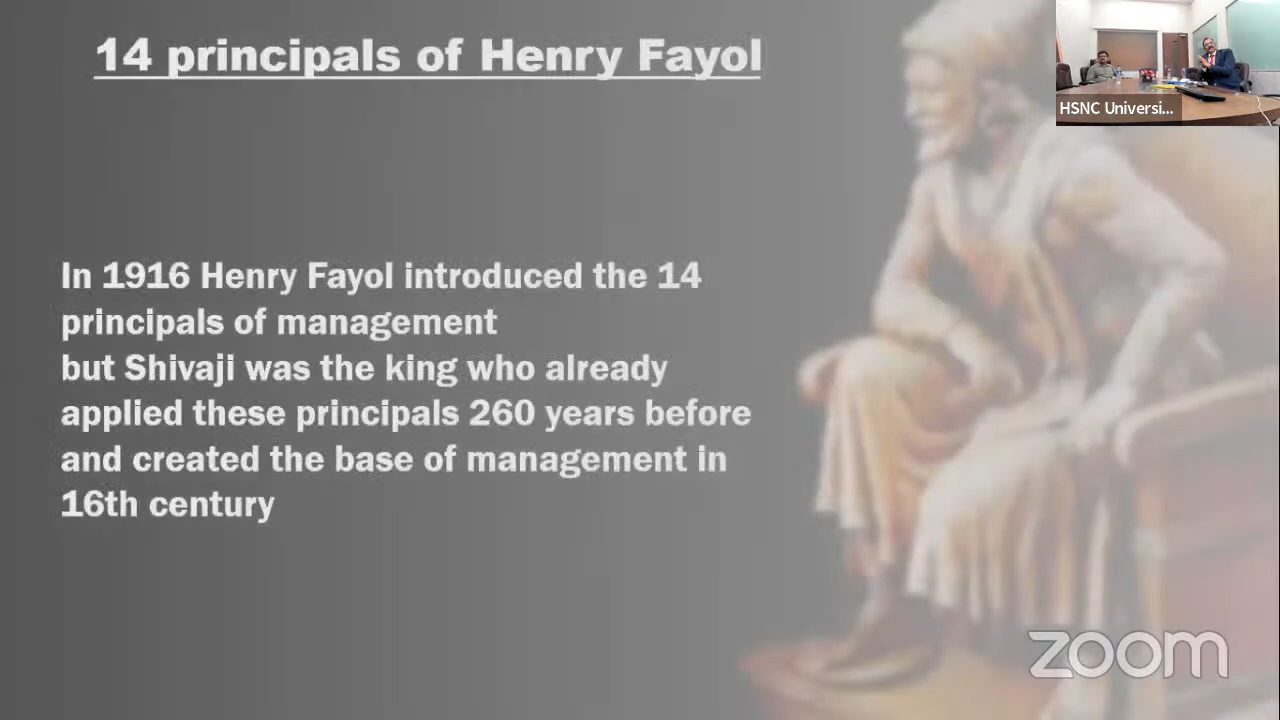 14 principals of Henry Fayol
HSNC Universi...
In 1916 Henry Fayol introduced the 14
principals of management
but Shivaji was the king who already
applied these principals 260 years before
and created the base of management in
16th century
zoom